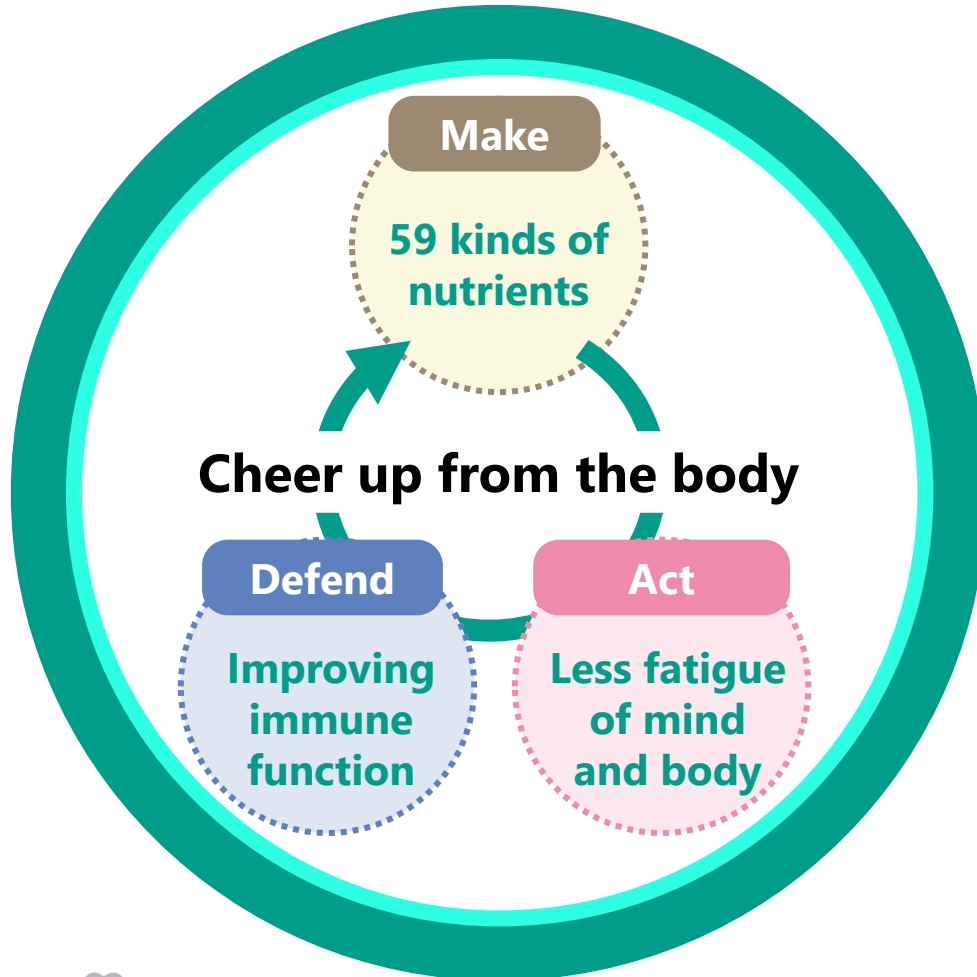 Make
59 kinds of
nutrients
Cheer up from the body
Defend
Improving
immune
function
Act
Less fatigue
of mind
and body